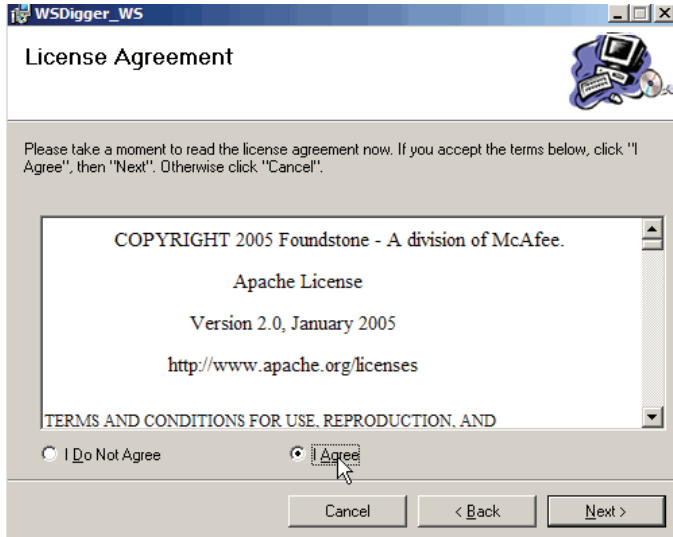 WSDigger_WS
License Agreement
Please take a moment to read the license agreement now. If you accept the terms below, click "I
Agree", then "Next". Otherwise click "Cancel".
COPYRIGHT 2005 Foundstone - A division of McAfee.
Apache License
Version 2.0, January 2005
http://www.apache.org/licenses
TERMS AND CONDITIONS FOR USE, REPRODUCTION, AND
I Do Not Agree
I Agree
Cancel
< Back
Next >